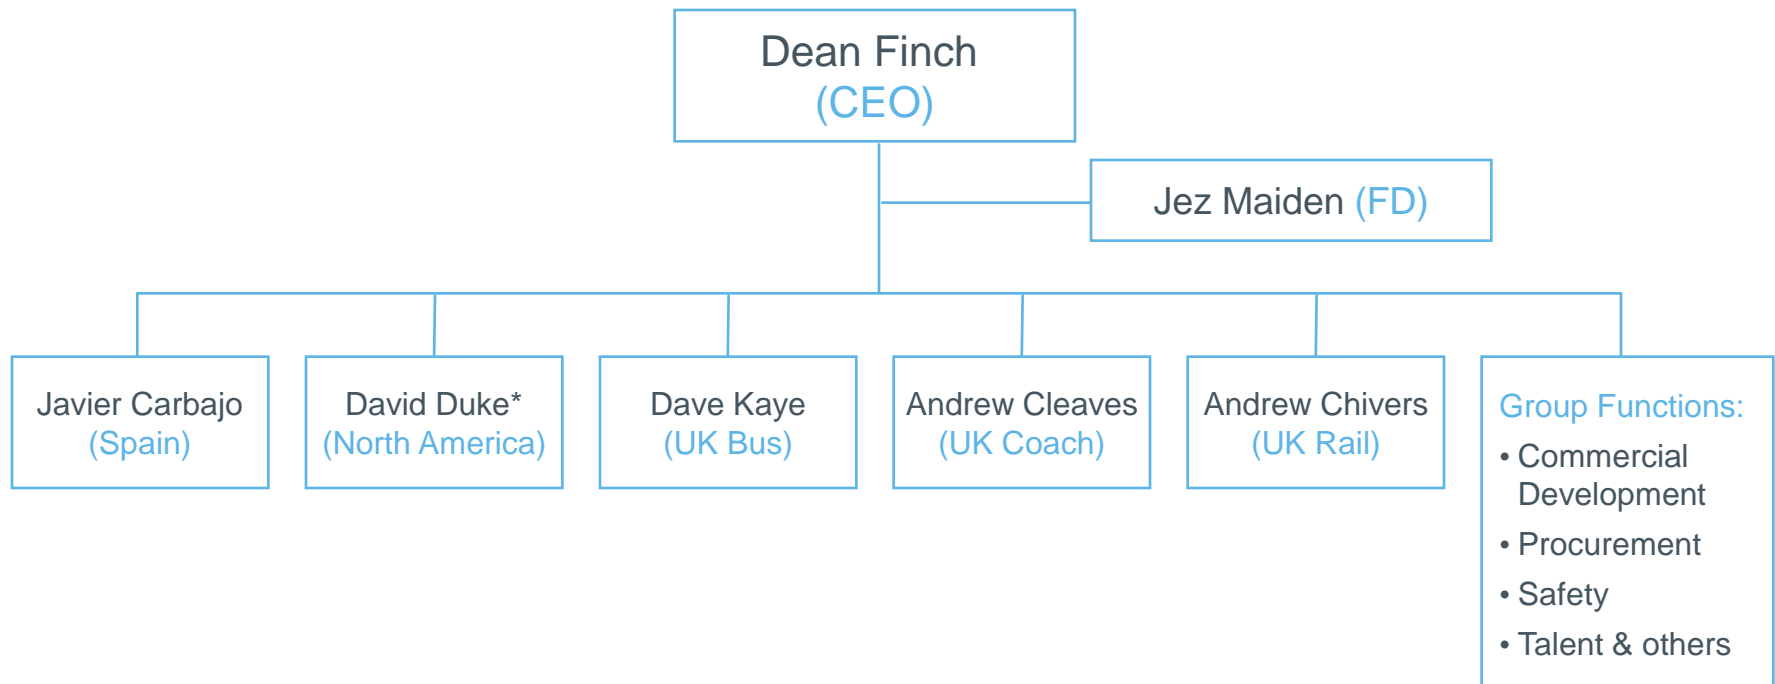 Dean Finch
(CEO)
Jez Maiden (FD)
Javier Carbajo
(Spain)
David Duke*
(North America)
Dave Kaye
(UK Bus)
Andrew Cleaves
(UK Coach)
Andrew Chivers
(UK Rail)
Group Functions:
• Commercial
Development
• Procurement
• Safety
• Talent & others